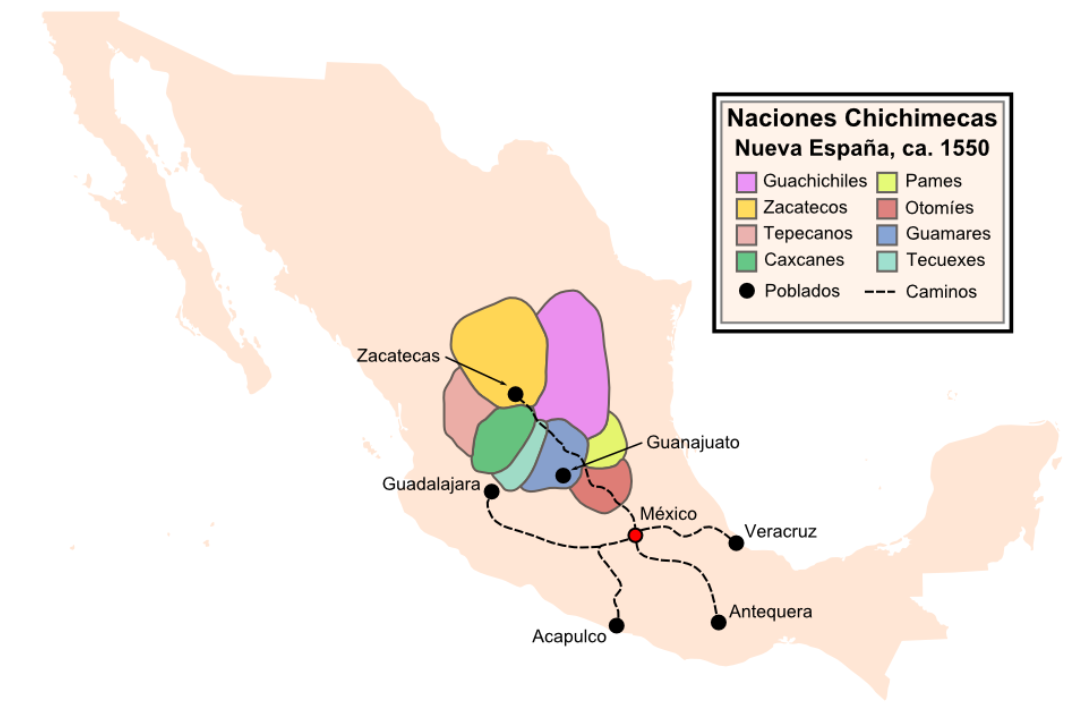 Naciones Chichimecas
Nueva España, ca. 1550
Guachichiles
Pames
Zacatecos
Otomíes
Tepecanos
Guamares
Caxcanes
Tecuexes
Poblados
Caminos
Zacatecas
Guanajuato
Guadalajara
México
Veracruz
Antequera
Acapulco